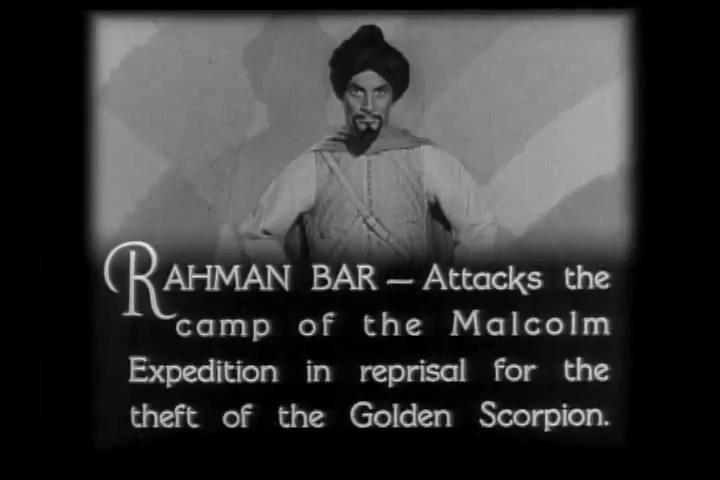 RAHMAN BAR — Attacks the
camp of the Malcolm
Expedition in reprisal for the
theft of the Golden Scorpion.